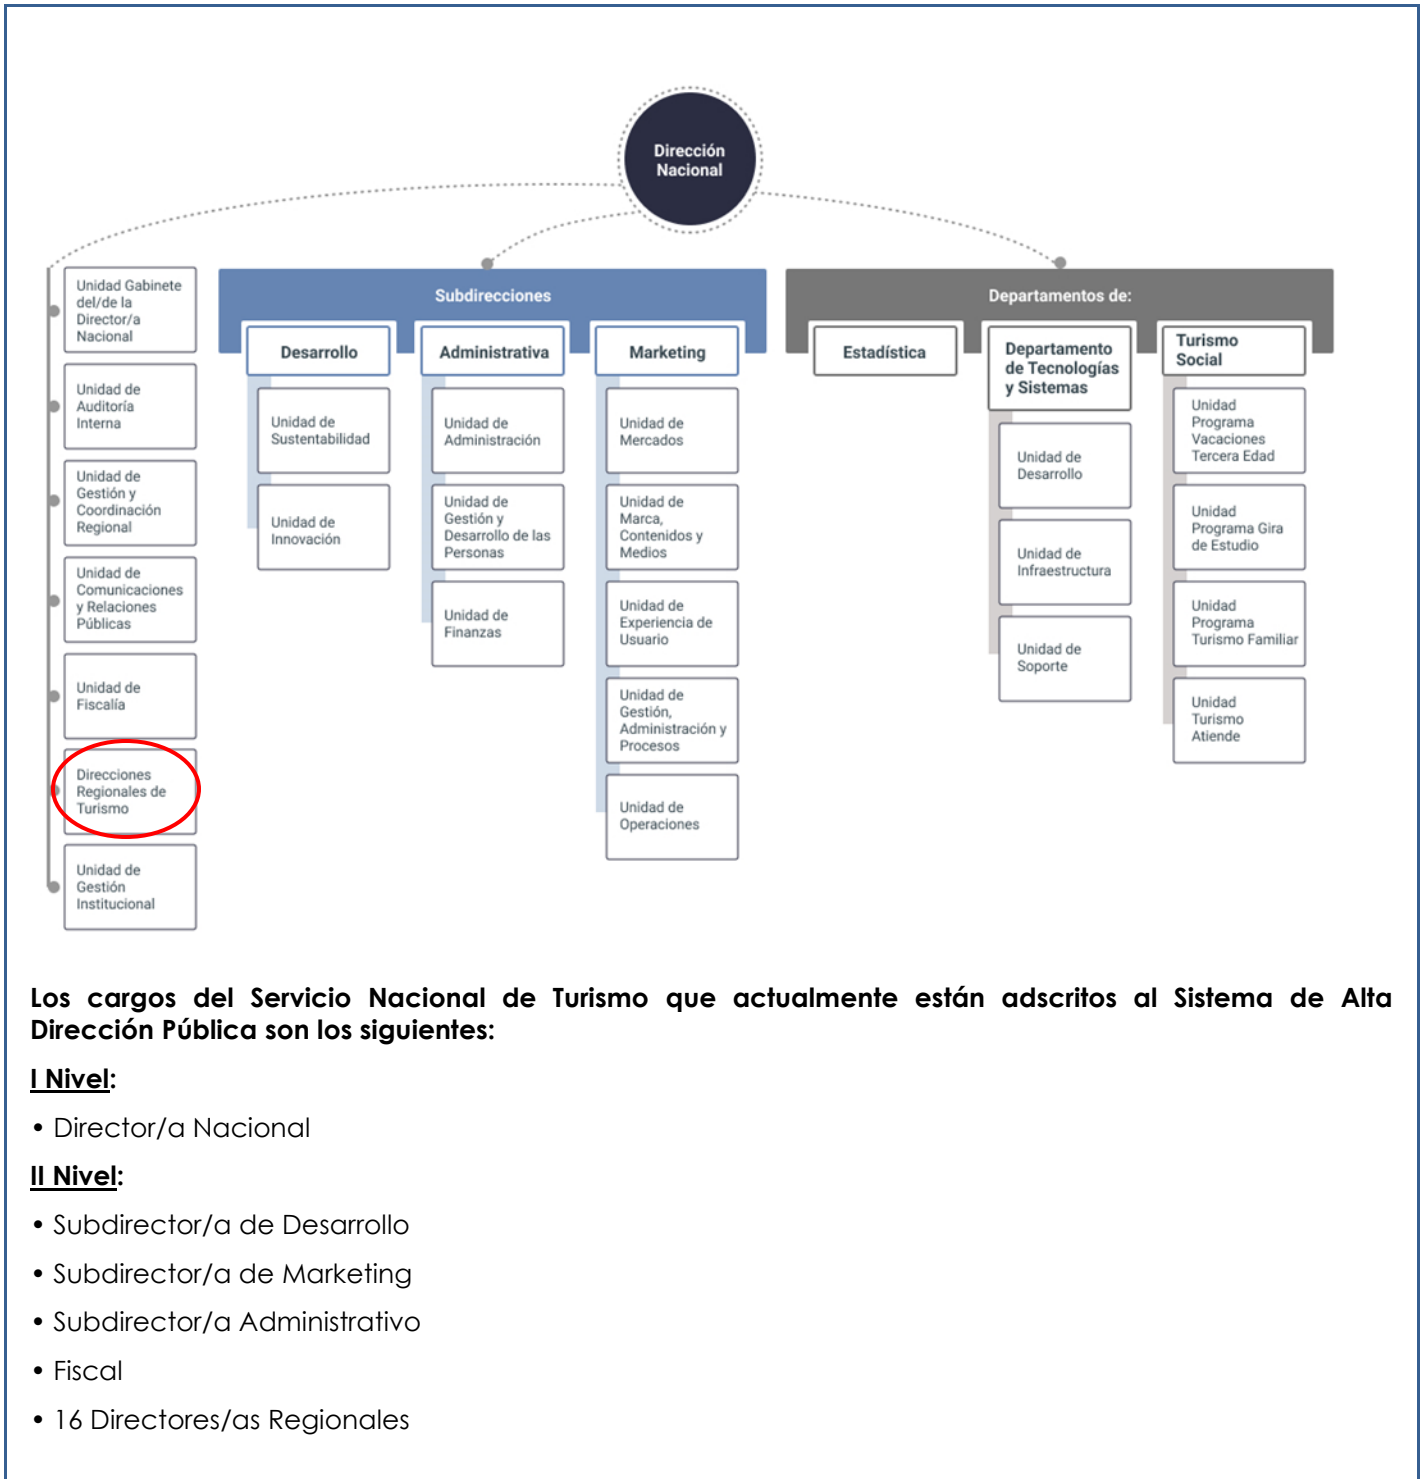 Dirección
Nacional
Unidad Gabinete
del/de la
Director/a
Nacional
Unidad de
Auditoría
Interna
Unidad de
Gestión y
Coordinación
Regional
Unidad de
Comunicaciones
y Relaciones
Públicas
Unidad de
Fiscalía
Direcciones
Regionales de
Turismo
Unidad de
Gestión
Institucional
Subdirecciones
Desarrollo
Unidad de
Sustentabilidad
Unidad de
Innovación
Administrativa
Unidad de
Administración
Unidad de
Gestión y
Desarrollo de las
Personas
Unidad de
Finanzas
Marketing
Unidad de
Mercados
Unidad de
Marca,
Contenidos y
Medios
Unidad de
Experiencia de
Usuario
Unidad de
Gestión,
Administración y
Procesos
Unidad de
Operaciones
Departamentos de:
Estadística
Departamento
de Tecnologías
y Sistemas
Unidad de
Desarrollo
Unidad de
Infraestructura
Unidad de
Soporte
Turismo
Social
Unidad
Programa
Vacaciones
Tercera Edad
Unidad
Programa Gira
de Estudio
Unidad
Programa
Turismo Familiar
Unidad
Turismo
Atiende
Los cargos del Servicio Nacional de Turismo que actualmente están adscritos al Sistema de Alta
Dirección Pública son los siguientes:
I Nivel:
• Director/a Nacional
II Nivel:
• Subdirector/a de Desarrollo
• Subdirector/a de Marketing
• Subdirector/a Administrativo
• Fiscal
• 16 Directores/as Regionales